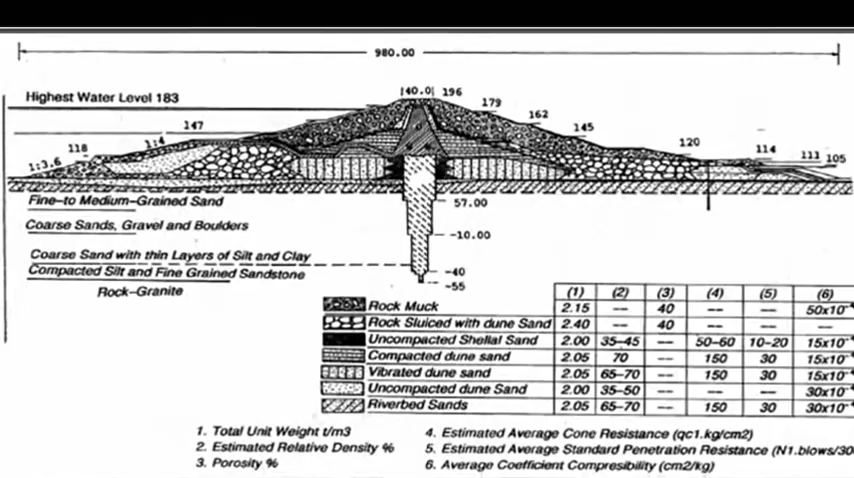 980.00
Highest Water Level 183
|40.0| 196
179
162
147
145
118
1:4
120
114
1:3.6
111 105
Fine-to Medium-Grained Sand
57.00
Coarse Sands, Gravel and Boulders
-10.00
Coarse Sand with thin Layers of Silt and Clay
Compacted Silt and Fine Grained Sandstone
-40
-55
Rock-Granite
(1) (2) (3) (4) (5) (6)
Rock Muck 2.15 -- 40 -- -- 50x10
Rock Sluiced with dune Sand 2.40 -- 40 -- -- --
Uncompacted Shellal Sand 2.00 35-45 -- 50-60 10-20 15x10
Compacted dune sand 2.05 70 -- 150 30 15x10
Vibrated dune sand 2.05 65-70 -- 150 30 15x10
Uncompacted dune Sand 2.00 35-50 -- -- -- 30x10
Riverbed Sands 2.05 65-70 -- 150 30 30x10
1. Total Unit Weight t/m3
2. Estimated Relative Density %
3. Porosity %
4. Estimated Average Cone Resistance (qc1.kg/cm2)
5. Estimated Average Standard Penetration Resistance (N1.blows/30
6. Average Coefficient Compresibility (cm2/kg)